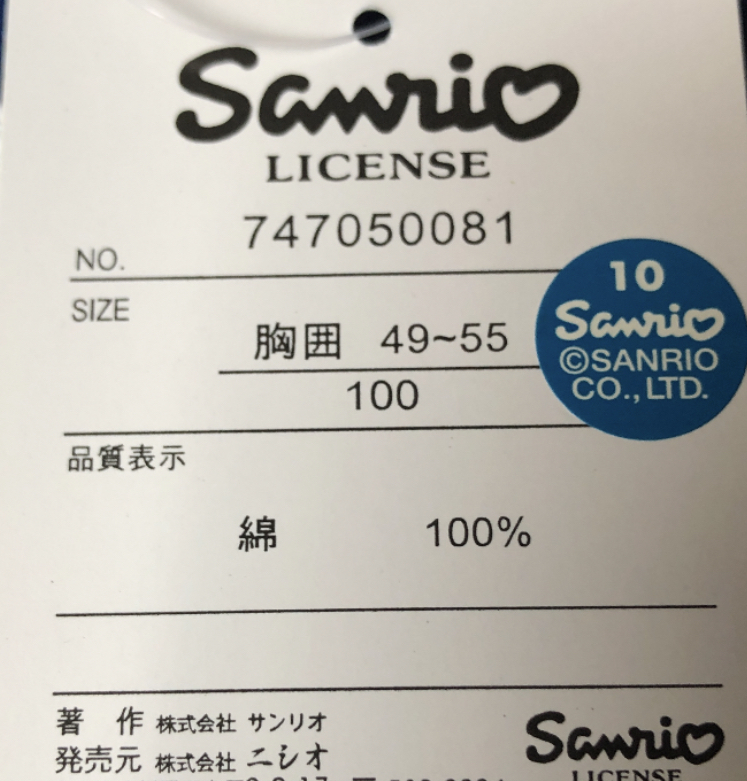 Sanrio
LICENSE
NO. 747050081
SIZE
胸囲 49~55
100
10
Sanrio
©SANRIO
CO.,LTD.
品質表示
綿 100%
著 作 株式会社 サンリオ
発売元 株式会社 ニシオ
Sanrio
LICENSE